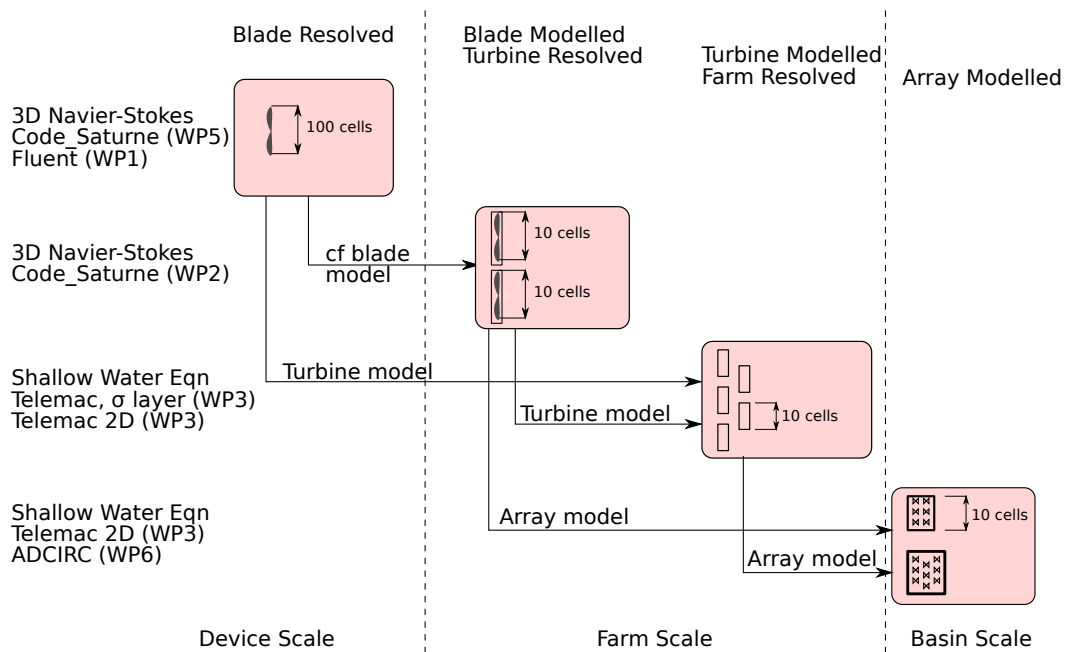 Blade Resolved
Blade Modelled
Turbine Resolved
Turbine Modelled
Farm Resolved
Array Modelled
3D Navier-Stokes
Code_Saturne (WP5)
Fluent (WP1)
100 cells
3D Navier-Stokes
Code_Saturne (WP2)
cf blade
model
10 cells
10 cells
Shallow Water Eqn
Telemac, σ layer (WP3)
Telemac 2D (WP3)
Turbine model
Turbine model
10 cells
Shallow Water Eqn
Telemac 2D (WP3)
ADCIRC (WP6)
Array model
Array model
10 cells
Device Scale
Farm Scale
Basin Scale